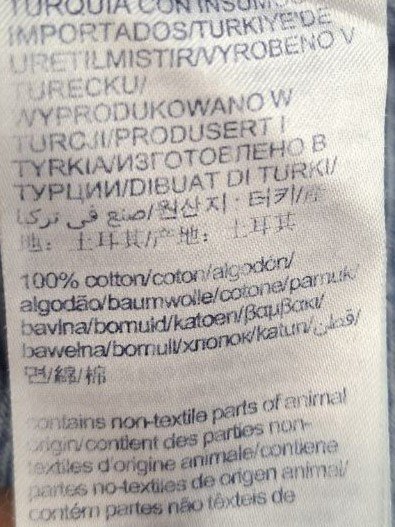 TURQUIA CON INSUMOS
IMPORTADOS/TURKIYE'DE
URETILMISTIR/VYROBENO V
TURECKU/
WYPRODUKOWANO W
TURCJI/PRODUSERT I
TYRKIA/ИЗГОТОВЛЕНО В
ТУРЦИИ/DIBUAT DI TURKI/
صنع في تركيا/원산지: 터키/产
地: 土耳其/产地: 土耳其
100% cotton/coton/algodón/
algodão/baumwolle/cotone/pamuk/
bavlna/bomuld/katoen/βαμβακι/
bawełna/bomull/хлопок/katun/قطن/
면/綿/棉
contains non-textile parts of animal
origin/contient des parties non-
textiles d'origine animale/contiene
partes no-textiles de origen animal/
contém partes não têxteis de